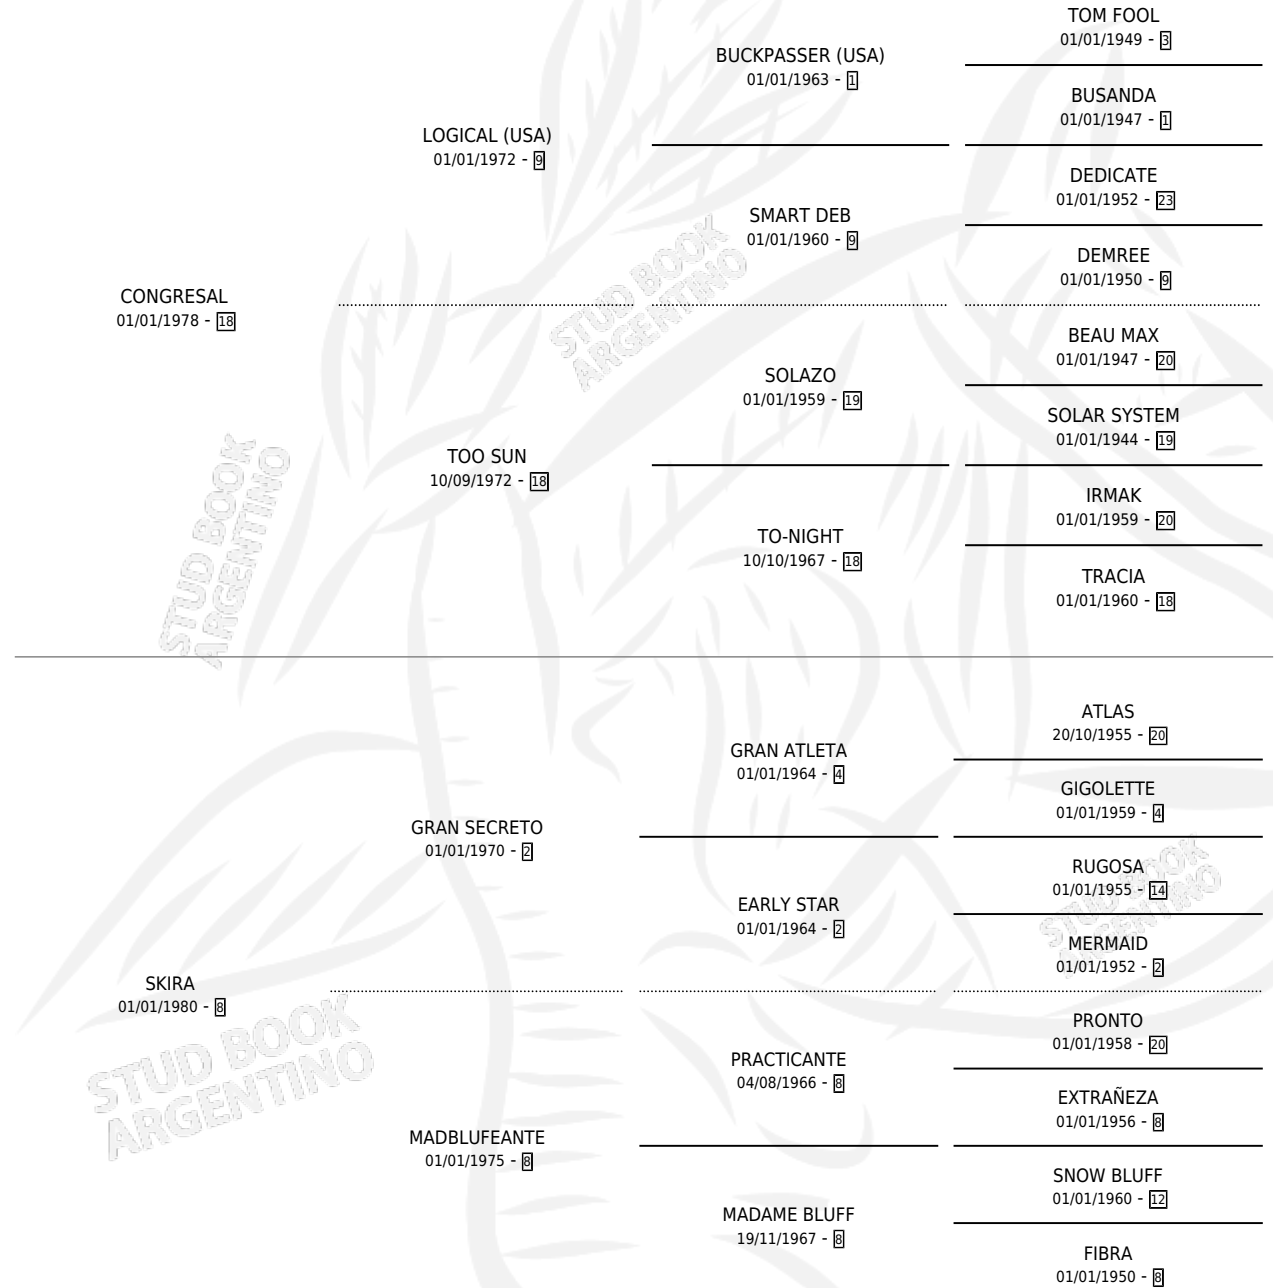 TOM FOOL
01/01/1949 - 3
BUCKPASSER (USA)
01/01/1963 - 1
BUSANDA
01/01/1947 - 1
LOGICAL (USA)
01/01/1972 - 9
DEDICATE
01/01/1952 - 23
SMART DEB
01/01/1960 - 9
DEMREE
01/01/1950 - 9
CONGRESAL
01/01/1978 - 18
BEAU MAX
01/01/1947 - 20
SOLAZO
01/01/1959 - 19
SOLAR SYSTEM
01/01/1944 - 19
TOO SUN
10/09/1972 - 18
IRMAK
01/01/1959 - 20
TO-NIGHT
10/10/1967 - 18
TRACIA
01/01/1960 - 18
STUD BOOK
ARGENTINO
STUD BOOK
ARGENTINO
ATLAS
20/10/1955 - 20
GRAN ATLETA
01/01/1964 - 4
GIGOLETTE
01/01/1959 - 4
GRAN SECRETO
01/01/1970 - 2
RUGOSA
01/01/1955 - 14
EARLY STAR
01/01/1964 - 2
MERMAID
01/01/1952 - 2
SKIRA
01/01/1980 - 8
PRONTO
01/01/1958 - 20
PRACTICANTE
04/08/1966 - 8
EXTRAÑEZA
01/01/1956 - 8
MADBLUFEANTE
01/01/1975 - 8
SNOW BLUFF
01/01/1960 - 12
MADAME BLUFF
19/11/1967 - 8
FIBRA
01/01/1950 - 8
STUD BOOK
ARGENTINO
STUD BOOK
ARGENTINO